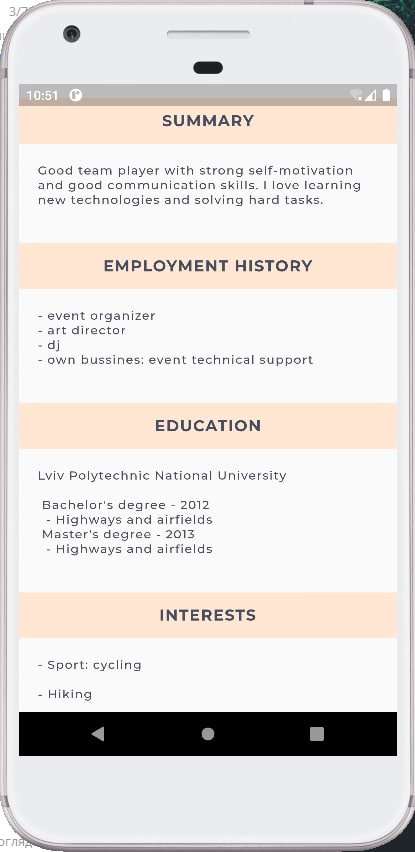 3/7
10:51
SUMMARY
Good team player with strong self-motivation
and good communication skills. I love learning
new technologies and solving hard tasks.
EMPLOYMENT HISTORY
- event organizer
- art director
- dj
- own bussines: event technical support
EDUCATION
Lviv Polytechnic National University
Bachelor's degree - 2012
- Highways and airfields
Master's degree - 2013
- Highways and airfields
INTERESTS
- Sport: cycling
- Hiking